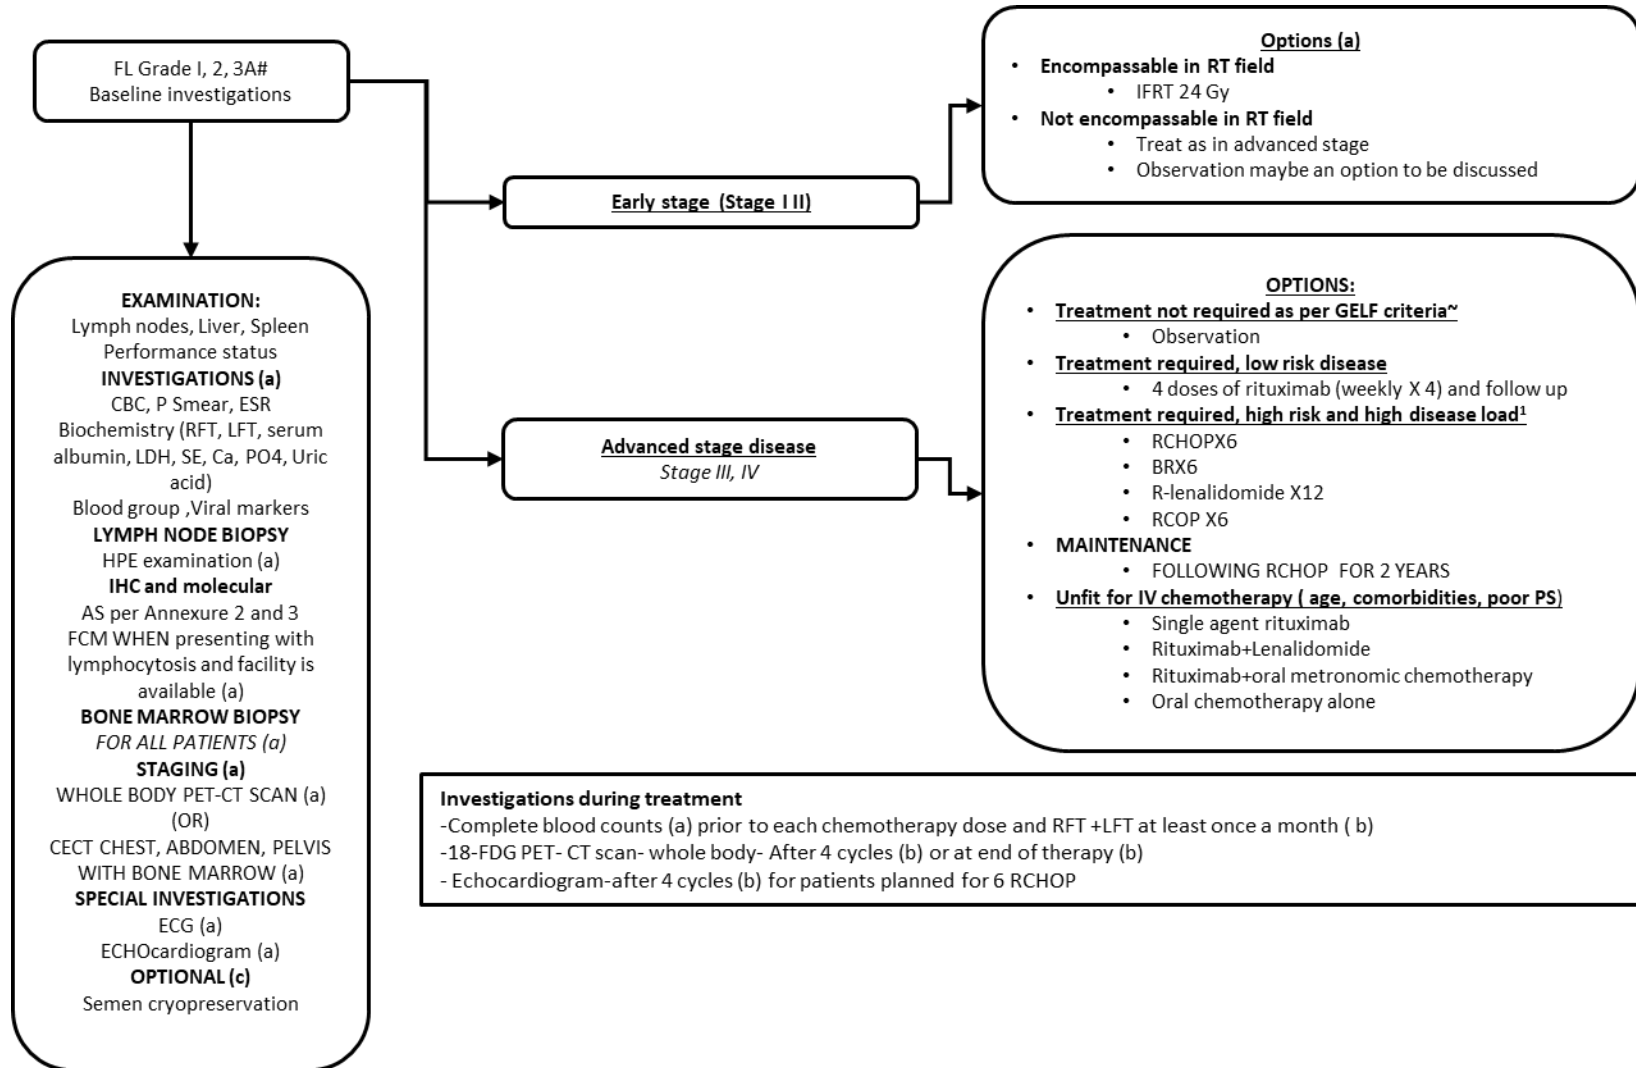 FL Grade I, 2, 3A#
Baseline investigations
EXAMINATION:
Lymph nodes, Liver, Spleen
Performance status
INVESTIGATIONS (a)
CBC, P Smear, ESR
Biochemistry (RFT, LFT, serum
albumin, LDH, SE, Ca, PO4, Uric
acid)
Blood group ,Viral markers
LYMPH NODE BIOPSY
HPE examination (a)
IHC and molecular
AS per Annexure 2 and 3
FCM WHEN presenting with
lymphocytosis and facility is
available (a)
BONE MARROW BIOPSY
FOR ALL PATIENTS (a)
STAGING (a)
WHOLE BODY PET-CT SCAN (a)
(OR)
CECT CHEST, ABDOMEN, PELVIS
WITH BONE MARROW (a)
SPECIAL INVESTIGATIONS
ECG (a)
ECHOcardiogram (a)
OPTIONAL (c)
Semen cryopreservation
Early stage (Stage I II)
Options (a)
• Encompassable in RT field
• IFRT 24 Gy
• Not encompassable in RT field
• Treat as in advanced stage
• Observation maybe an option to be discussed
Advanced stage disease
Stage III, IV
OPTIONS:
• Treatment not required as per GELF criteria~
• Observation
• Treatment required, low risk disease
• 4 doses of rituximab (weekly X 4) and follow up
• Treatment required, high risk and high disease load¹
• RCHOPX6
• BRX6
• R-lenalidomide X12
• RCOP X6
• MAINTENANCE
• FOLLOWING RCHOP FOR 2 YEARS
• Unfit for IV chemotherapy ( age, comorbidities, poor PS)
• Single agent rituximab
• Rituximab+Lenalidomide
• Rituximab+oral metronomic chemotherapy
• Oral chemotherapy alone
Investigations during treatment
-Complete blood counts (a) prior to each chemotherapy dose and RFT +LFT at least once a month ( b)
-18-FDG PET- CT scan- whole body- After 4 cycles (b) or at end of therapy (b)
- Echocardiogram-after 4 cycles (b) for patients planned for 6 RCHOP